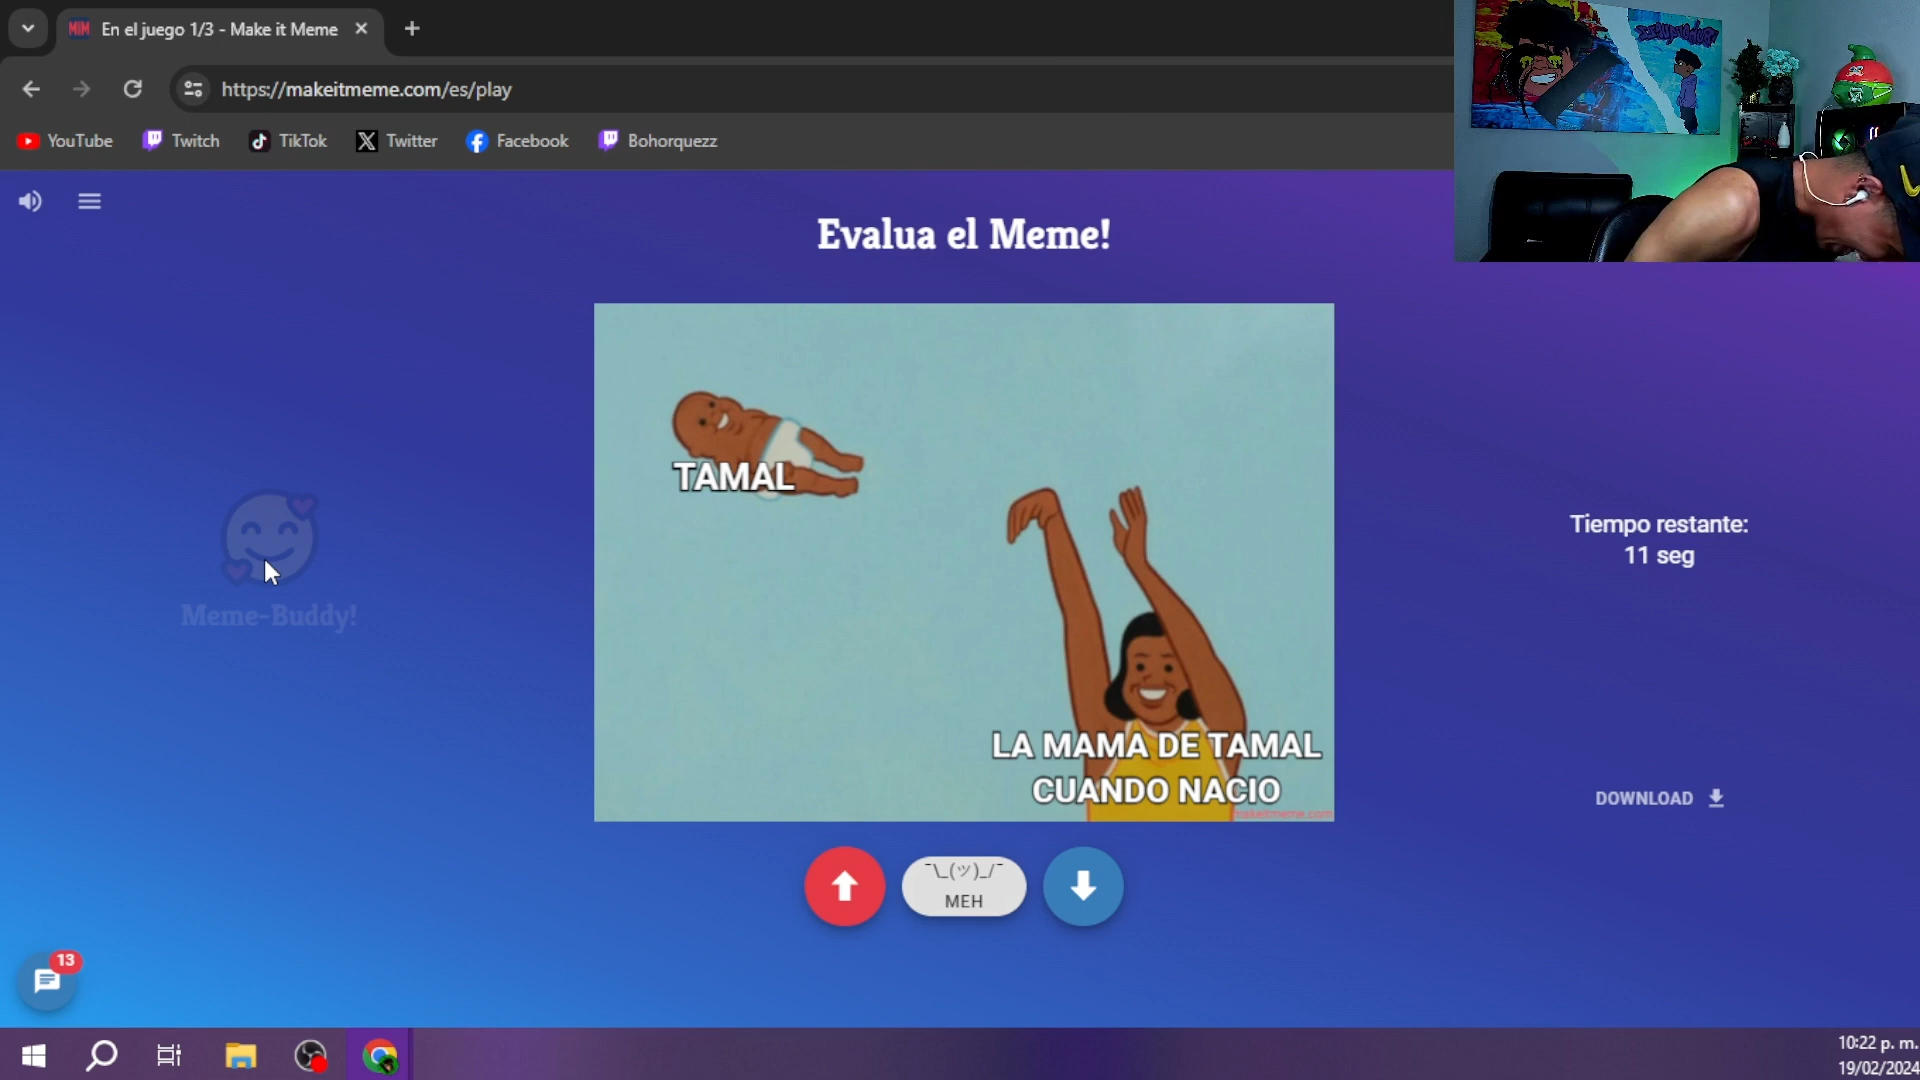 En el juego 1/3 - Make it Meme
https://makeitmeme.com/es/play
YouTube
Twitch
TikTok
Twitter
Facebook
Bohorquezz
Evalua el Meme!
TAMAL
LA MAMA DE TAMAL
CUANDO NACIO
makeitmeme.com
Meme-Buddy!
Tiempo restante:
11 seg
DOWNLOAD
¯\_(ツ)_/¯
MEH
13
10:22 p. m.
19/02/2024